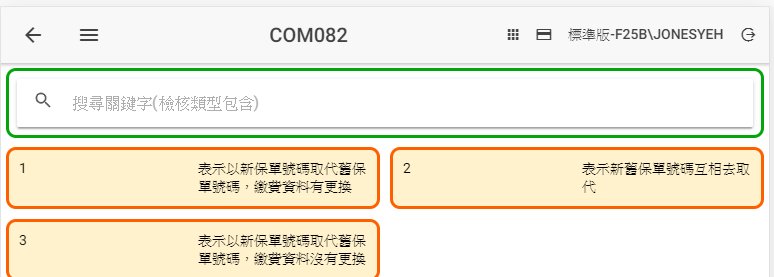 COM082 標準版-F25B\JONESYEH
搜尋關鍵字(檢核類型包含)
1 表示以新保單號碼取代舊保
單號碼，繳費資料有更換
2 表示新舊保單號碼互相去取
代
3 表示以新保單號碼取代舊保
單號碼，繳費資料沒有更換